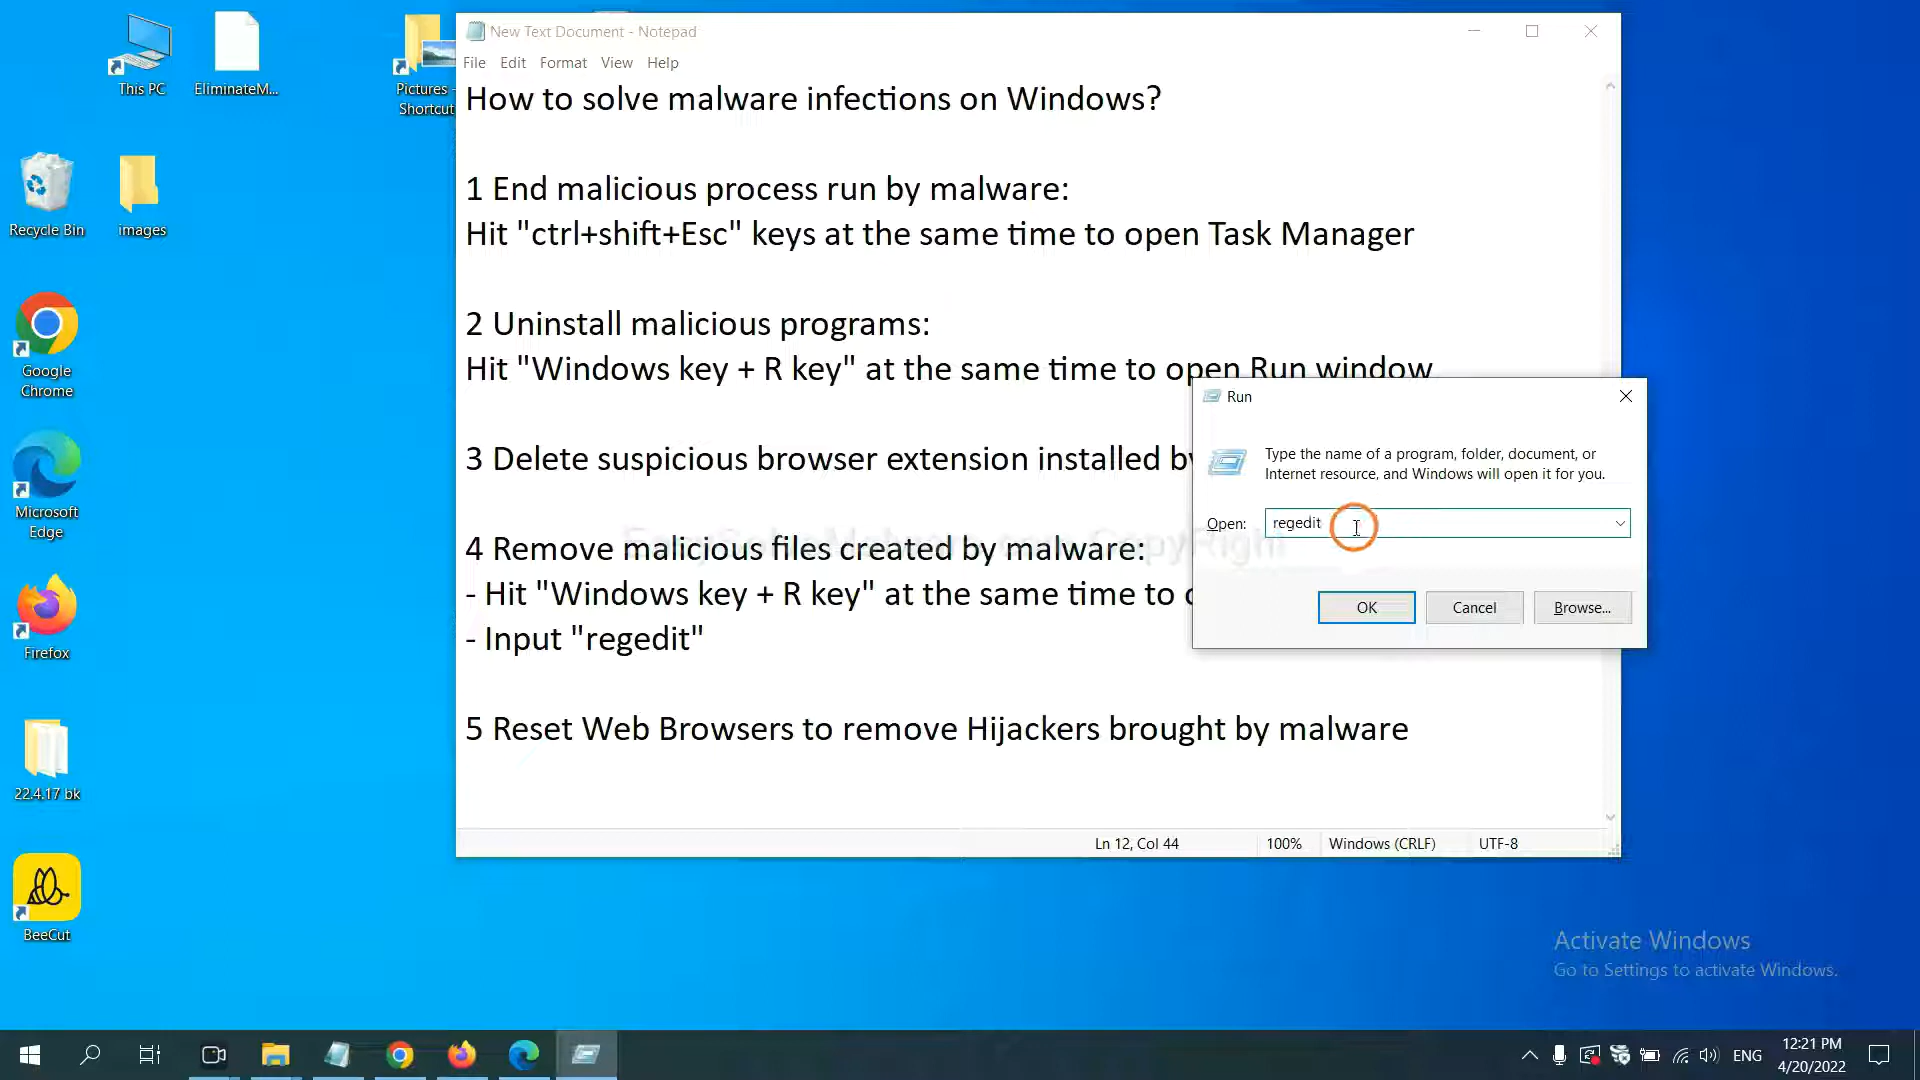 This PC
EliminateM...
Pictures -
Shortcut
Recycle Bin
images
Google
Chrome
Microsoft
Edge
Firefox
22.4.17 bk
BeeCut
New Text Document - Notepad
File Edit Format View Help
How to solve malware infections on Windows?
1 End malicious process run by malware:
Hit "ctrl+shift+Esc" keys at the same time to open Task Manager
2 Uninstall malicious programs:
Hit "Windows key + R key" at the same time to open Run window
3 Delete suspicious browser extension installed by
4 Remove malicious files created by malware:
- Hit "Windows key + R key" at the same time to
- Input "regedit"
5 Reset Web Browsers to remove Hijackers brought by malware
Ln 12, Col 44 100% Windows (CRLF) UTF-8
Run
Type the name of a program, folder, document, or
Internet resource, and Windows will open it for you.
Open: regedit
OK Cancel Browse...
EasySolveMalware.com CopyRight
Activate Windows
Go to Settings to activate Windows.
ENG
12:21 PM
4/20/2022